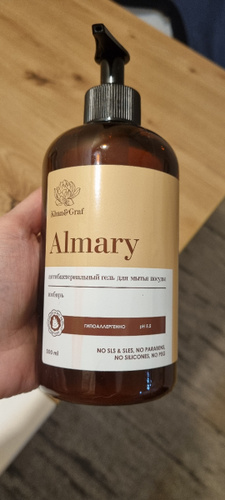 Klaus&Graf
Almary
антибактериальный гель для мытья посуды
имбирь
ГИПОАЛЛЕРГЕННО pH 5.5
500 ml NO SLS & SLES, NO PARABENS,
NO SILICONES, NO PEG